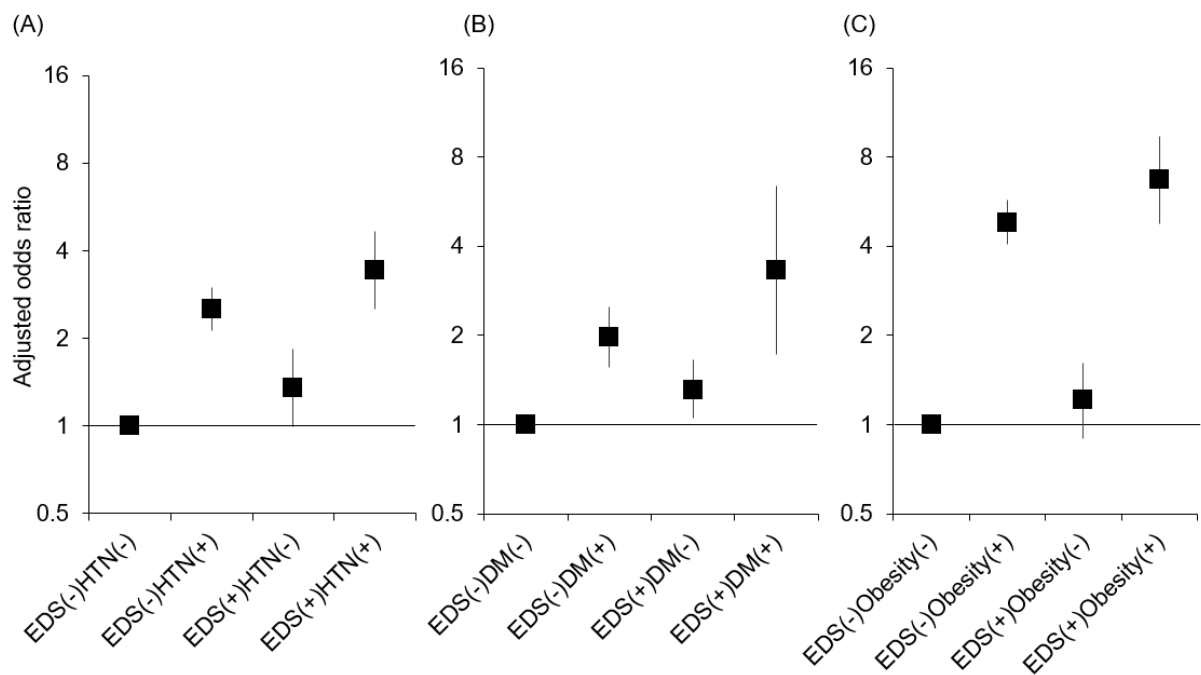 (A)
(B)
(C)
Adjusted odds ratio
16
8
4
2
1
0.5
EDS(-)HTN(-)
EDS(-)HTN(+)
EDS(+)HTN(-)
EDS(+)HTN(+)
16
8
4
2
1
0.5
EDS(-)DM(-)
EDS(-)DM(+)
EDS(+)DM(-)
EDS(+)DM(+)
16
8
4
2
1
0.5
EDS(-)Obesity(-)
EDS(-)Obesity(+)
EDS(+)Obesity(-)
EDS(+)Obesity(+)